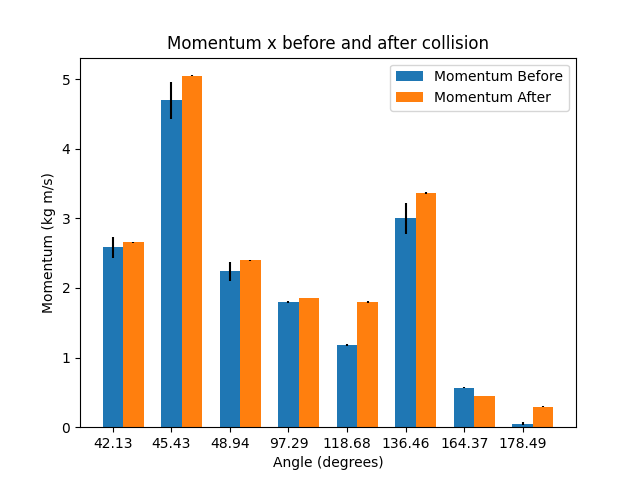 Momentum x before and after collision
Momentum Before
Momentum After
Momentum (kg m/s)
5
4
3
2
1
0
42.13 45.43 48.94 97.29 118.68 136.46 164.37 178.49
Angle (degrees)